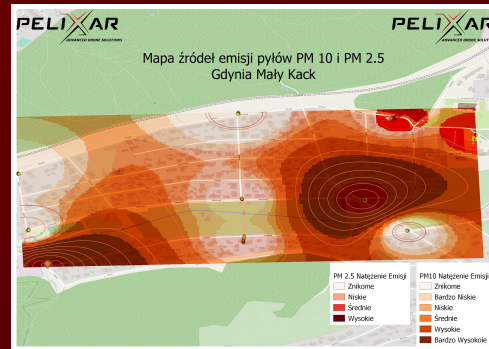 PELIXAR
ADVANCED DRONE SOLUTIONS
PELIXAR
ADVANCED DRONE SOLUTIONS
Mapa źródeł emisji pyłów PM 10 i PM 2.5
Gdynia Mały Kack
PM 2.5 Natężenie Emisji
Znikome
Niskie
Średnie
Wysokie
PM10 Natężenie Emisji
Znikome
Bardzo Niskie
Niskie
Średnie
Wysokie
Bardzo Wysokoie